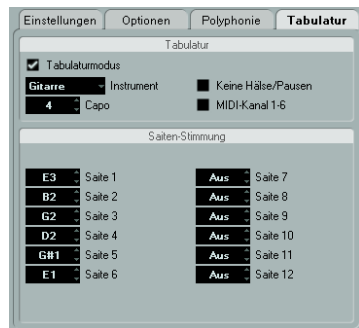 Einstellungen Optionen Polyphonie Tabulatur
Tabulatur
Tabulaturmodus
Gitarre Instrument Keine Hälse/Pausen
4 Capo MIDI-Kanal 1-6
Saiten-Stimmung
E3 Saite 1 Aus Saite 7
B2 Saite 2 Aus Saite 8
G2 Saite 3 Aus Saite 9
D2 Saite 4 Aus Saite 10
G#1 Saite 5 Aus Saite 11
E1 Saite 6 Aus Saite 12